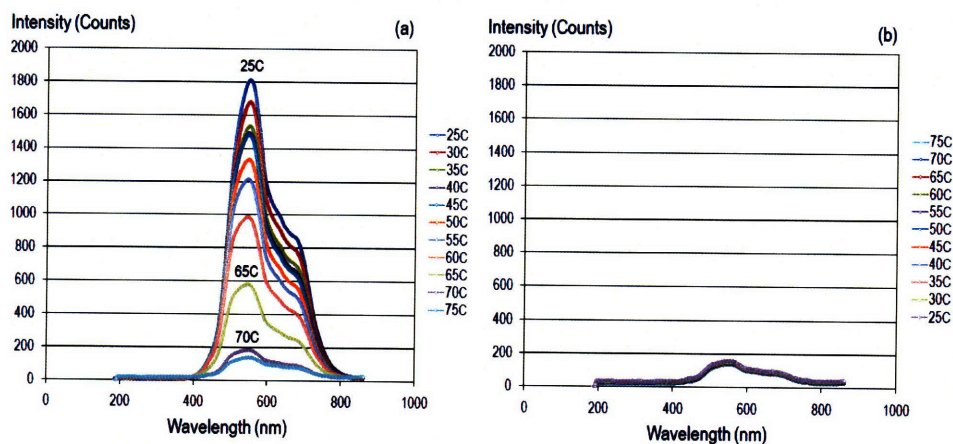 Intensity (Counts)
(a)
2000
1800
1600
1400
1200
1000
800
600
400
200
0
25C
65C
70C
0
200
400
600
800
1000
Wavelength (nm)
25C
30C
35C
40C
45C
50C
55C
60C
65C
70C
75C
Intensity (Counts)
(b)
2000
1800
1600
1400
1200
1000
800
600
400
200
0
0
200
400
600
800
1000
Wavelength (nm)
75C
70C
65C
60C
55C
50C
45C
40C
35C
30C
25C